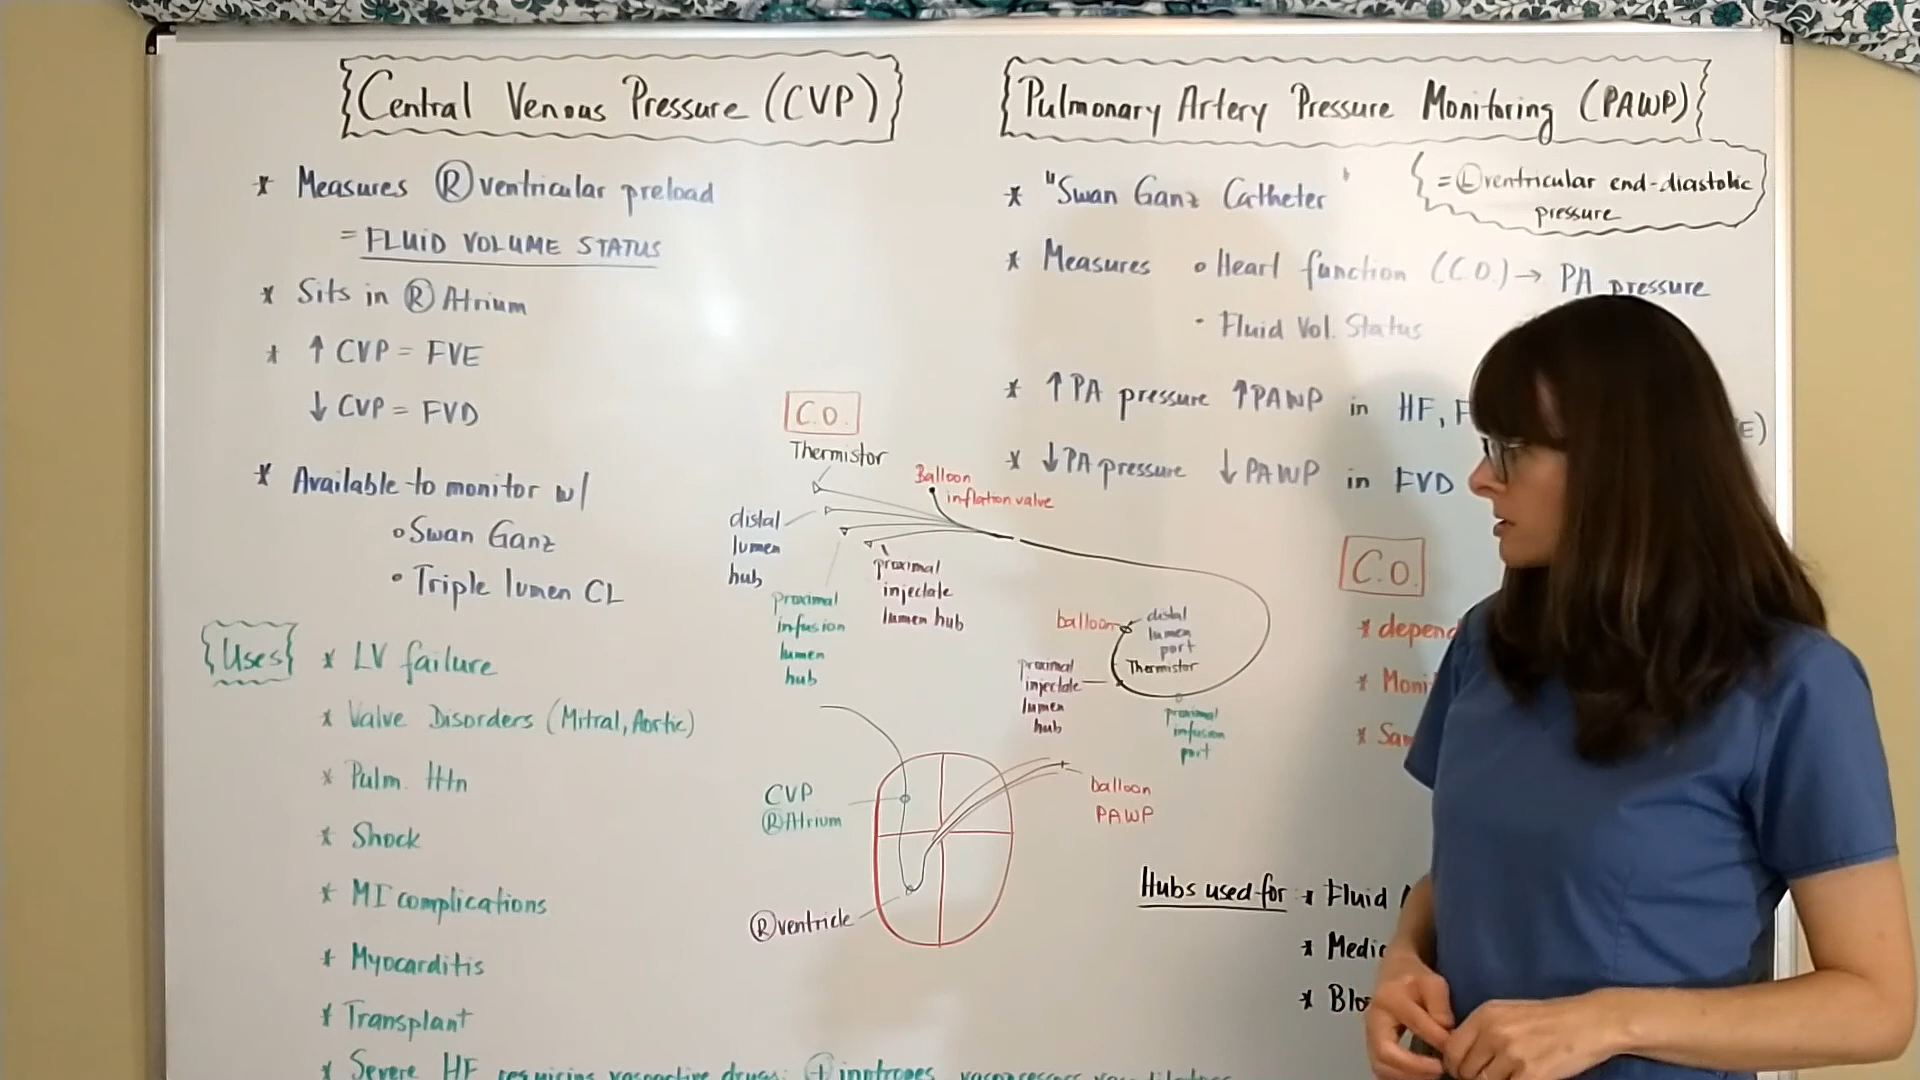 Central Venous Pressure (CVP)
* Measures Ⓡ ventricular preload
= FLUID VOLUME STATUS
* Sits in Ⓡ Atrium
* ↑ CVP = FVE
↓ CVP = FVD
* Available to monitor w/
o Swan Ganz
• Triple lumen CL
Uses
* LV failure
* Valve Disorders (Mitral, Aortic)
* Pulm. Htn
* Shock
* MI complications
* Myocarditis
* Transplant
* Severe HF requiring vasoactive drugs: ⊕ inotropes
C.O.
Thermistor
Balloon
inflation valve
distal
lumen
hub
proximal
infusion
lumen
hub
proximal
injectate
lumen hub
balloon
distal
lumen
port
Thermistor
proximal
injectate
lumen
hub
proximal
infusion
port
CVP
Ⓡ Atrium
Ⓡ ventricle
balloon
PAWP
Pulmonary Artery Pressure Monitoring (PAWP)
= Ⓛ ventricular end-diastolic
pressure
* "Swan Ganz Catheter"
* Measures o Heart function (C.O.) → PA pressure
• Fluid Vol. Status
* ↑ PA pressure ↑ PAWP in HF, F
E)
* ↓ PA pressure ↓ PAWP in FVD
C.O.
* depend
* Moni
* Sa
Hubs used for * Fluid
* Medic
* Blo